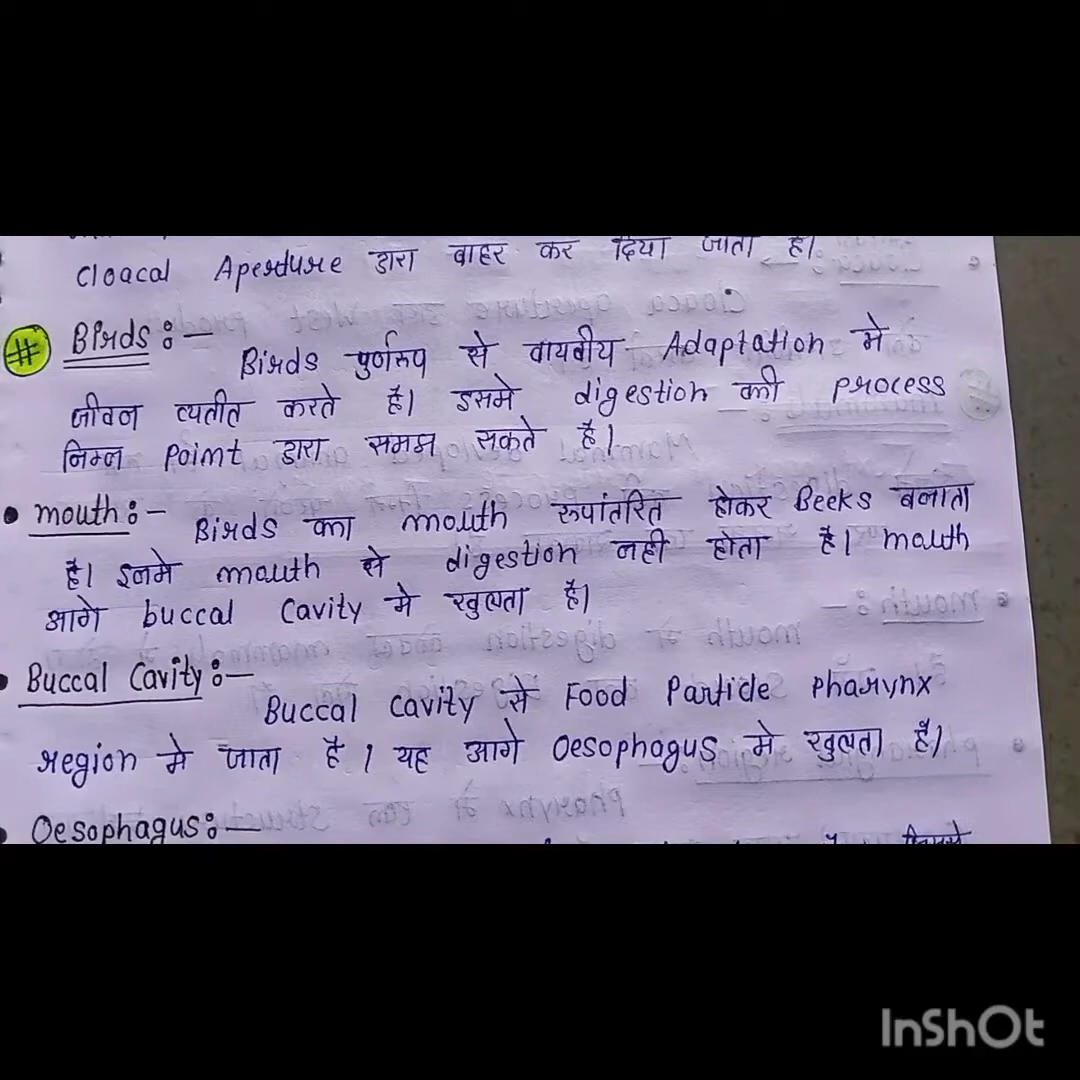 Cloacal Aperture द्वारा बाहर कर दिया जाता है।
# Birds :—
Birds पुर्णरूप से वायवीय Adaptation मे
जीवन व्यतीत करते है। इसमे digestion की process
निम्न Point द्वारा समझ सकते है।
• mouth :— Birds का mouth रूपांतरित होकर Beeks बनाता
है। इनमे mouth से digestion नही होता है। mouth
आगे buccal cavity मे खुलता है।
• Buccal Cavity :—
Buccal cavity से Food Particle pharynx
region मे जाता है। यह आगे oesophagus मे खुलता है।
• Oesophagus :—
InShOt